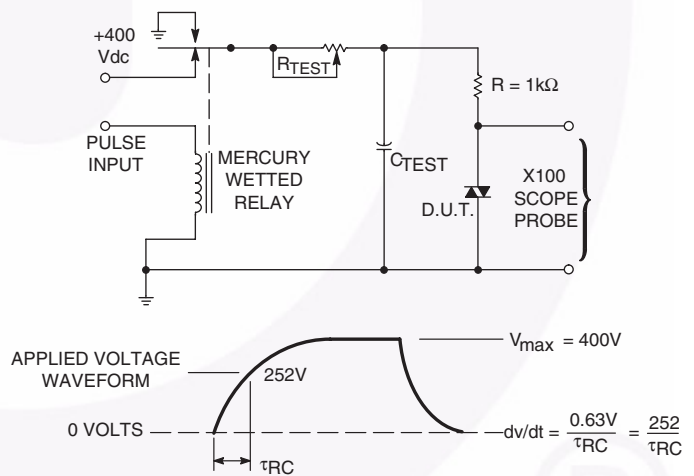 +400
Vdc
RTEST
R = 1kΩ
PULSE
INPUT
MERCURY
WETTED
RELAY
CTEST
D.U.T.
X100
SCOPE
PROBE
Vmax = 400V
APPLIED VOLTAGE
WAVEFORM
252V
0 VOLTS
dv/dt = 0.63V/τRC = 252/τRC
τRC